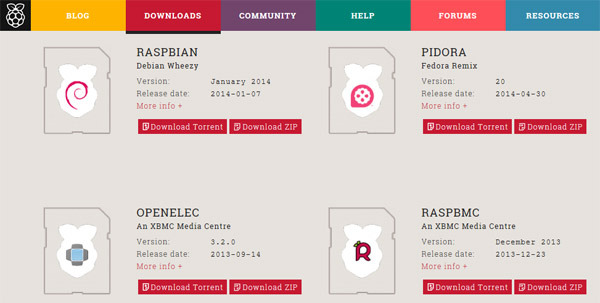 BLOG DOWNLOADS COMMUNITY HELP FORUMS RESOURCES
RASPBIAN
Debian Wheezy
Version: January 2014
Release date: 2014-01-07
More info +
Download Torrent Download ZIP
PIDORA
Fedora Remix
Version: 20
Release date: 2014-04-30
More info +
Download Torrent Download ZIP
OPENELEC
An XBMC Media Centre
Version: 3.2.0
Release date: 2013-09-14
More info +
Download Torrent Download ZIP
RASPBMC
An XBMC Media Centre
Version: December 2013
Release date: 2013-12-23
More info +
Download Torrent Download ZIP